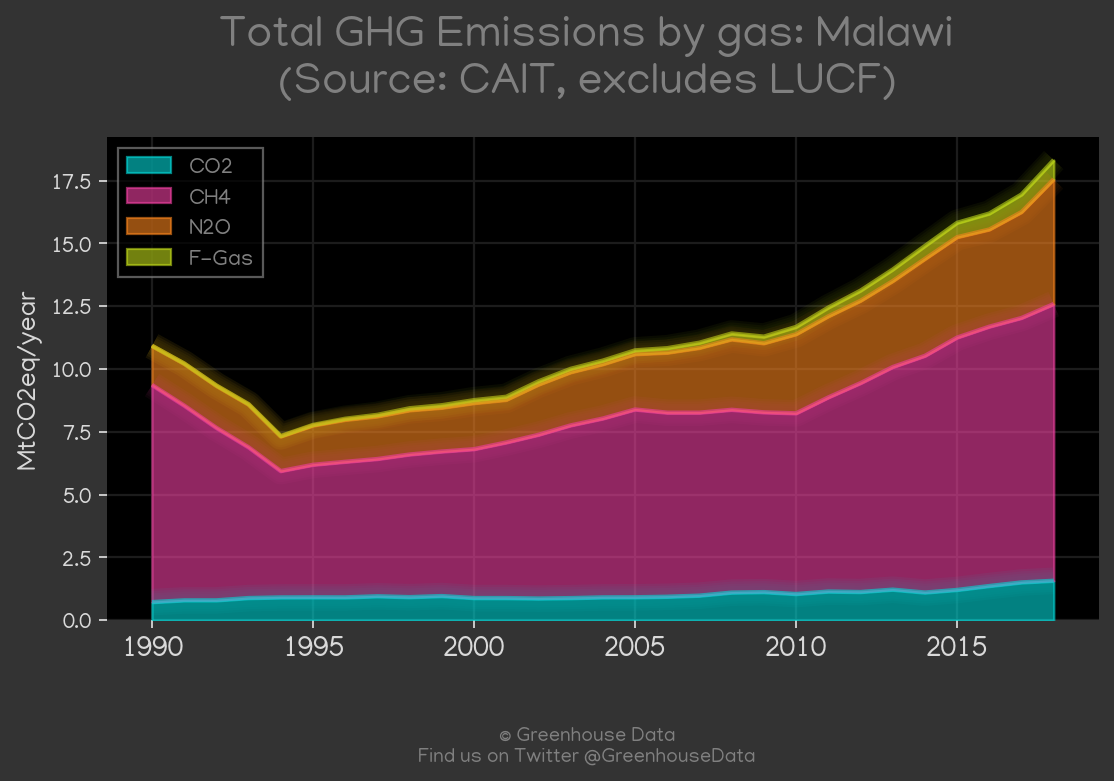 Total GHG Emissions by gas: Malawi
(Source: CAIT, excludes LUCF)
CO2
CH4
N2O
F-Gas
MtCO2eq/year
17.5
15.0
12.5
10.0
7.5
5.0
2.5
0.0
1990 1995 2000 2005 2010 2015
© Greenhouse Data
Find us on Twitter @GreenhouseData